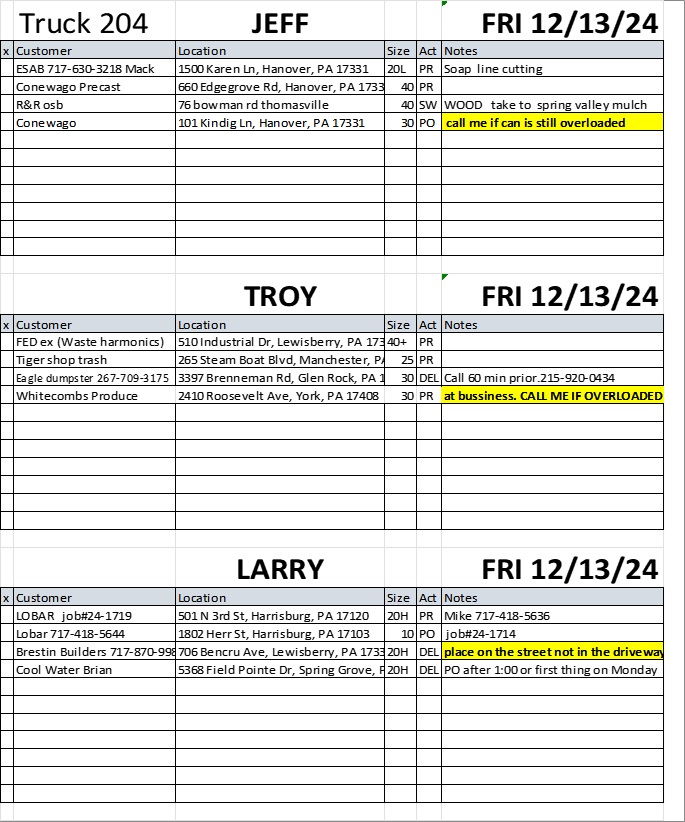 Truck 204 JEFF FRI 12/13/24
x Customer Location Size Act Notes
ESAB 717-630-3218 Mack 1500 Karen Ln, Hanover, PA 17331 20L PR Soap line cutting
Conewago Precast 660 Edgegrove Rd, Hanover, PA 1733 40 PR
R&R osb 76 bowman rd thomasville 40 SW WOOD take to spring valley mulch
Conewago 101 Kindig Ln, Hanover, PA 17331 30 PO call me if can is still overloaded
TROY FRI 12/13/24
x Customer Location Size Act Notes
FED ex (Waste harmonics) 510 Industrial Dr, Lewisberry, PA 173 40+ PR
Tiger shop trash 265 Steam Boat Blvd, Manchester, PA 25 PR
Eagle dumpster 267-709-3175 3397 Brenneman Rd, Glen Rock, PA 1 30 DEL Call 60 min prior.215-920-0434
Whitecombs Produce 2410 Roosevelt Ave, York, PA 17408 30 PR at bussiness. CALL ME IF OVERLOADED
LARRY FRI 12/13/24
x Customer Location Size Act Notes
LOBAR job#24-1719 501 N 3rd St, Harrisburg, PA 17120 20H PR Mike 717-418-5636
Lobar 717-418-5644 1802 Herr St, Harrisburg, PA 17103 10 PO job#24-1714
Brestin Builders 717-870-998 706 Bencru Ave, Lewisberry, PA 1733 20H DEL place on the street not in the driveway
Cool Water Brian 5368 Field Pointe Dr, Spring Grove, P 20H DEL PO after 1:00 or first thing on Monday